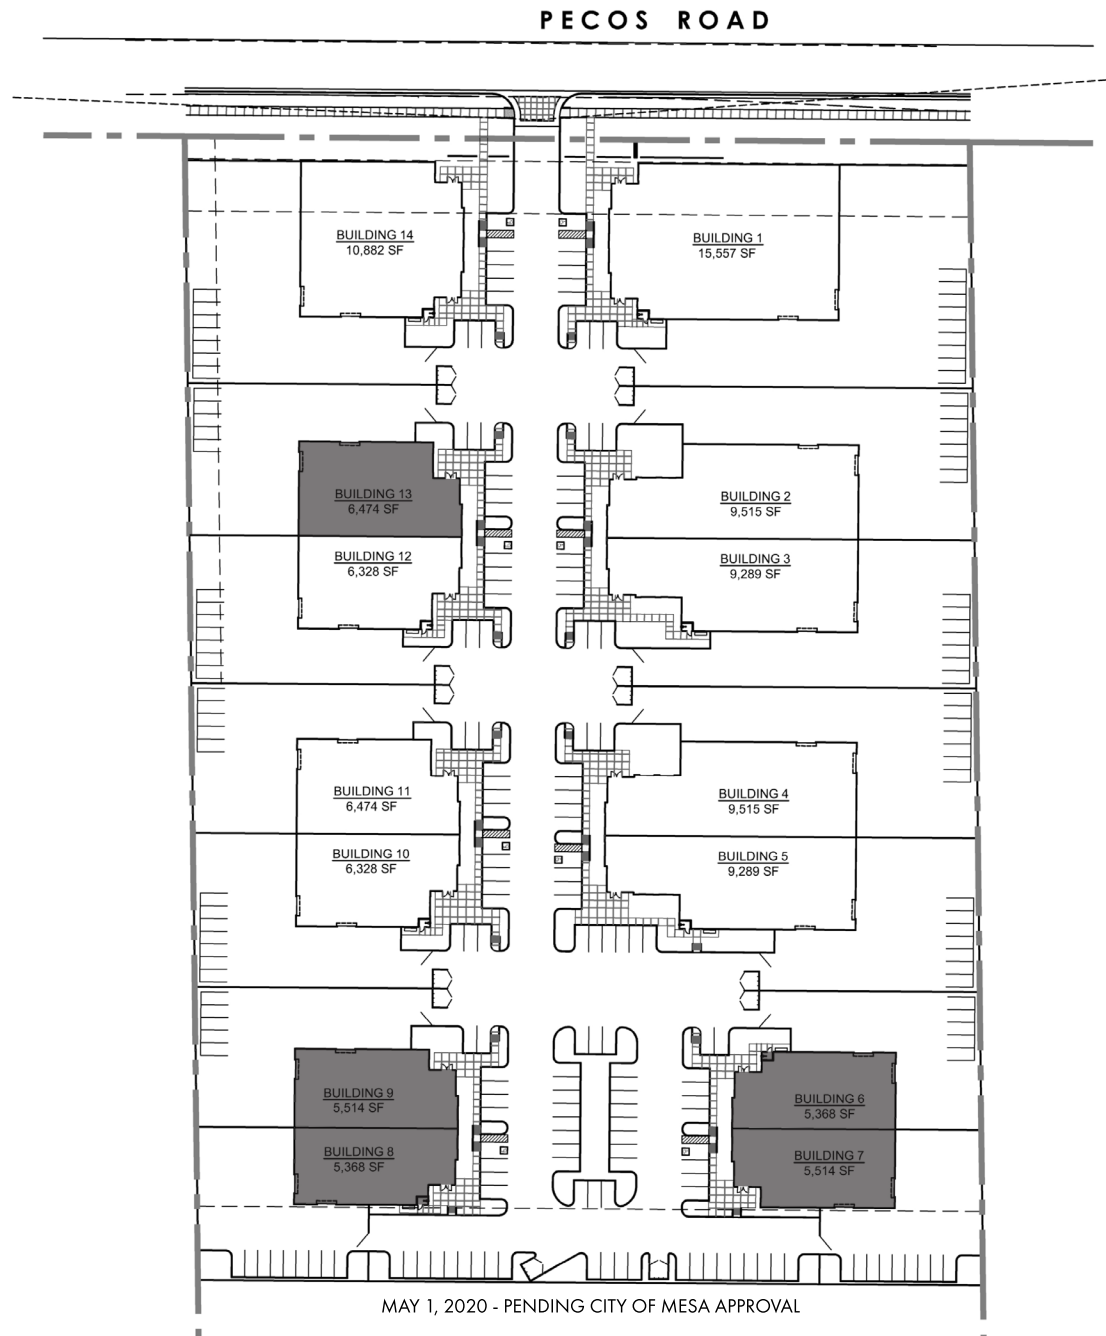 PECOS ROAD
BUILDING 14
10,882 SF
BUILDING 1
15,557 SF
BUILDING 13
6,474 SF
BUILDING 2
9,515 SF
BUILDING 12
6,328 SF
BUILDING 3
9,289 SF
BUILDING 11
6,474 SF
BUILDING 4
9,515 SF
BUILDING 10
6,328 SF
BUILDING 5
9,289 SF
BUILDING 9
5,514 SF
BUILDING 6
5,368 SF
BUILDING 8
5,368 SF
BUILDING 7
5,514 SF
MAY 1, 2020 - PENDING CITY OF MESA APPROVAL